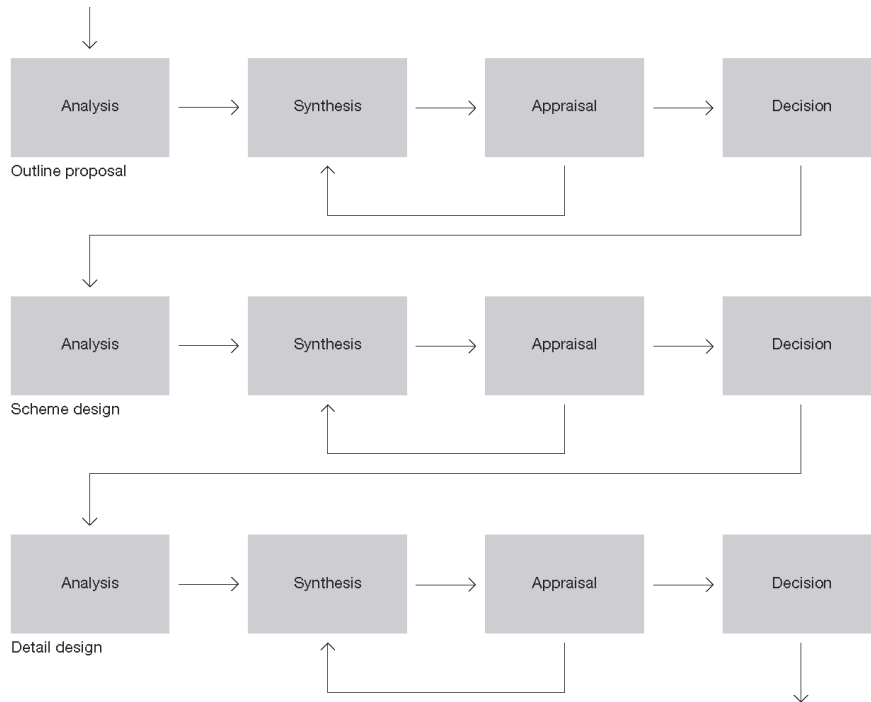 Analysis
Synthesis
Appraisal
Decision
Outline proposal
Analysis
Synthesis
Appraisal
Decision
Scheme design
Analysis
Synthesis
Appraisal
Decision
Detail design